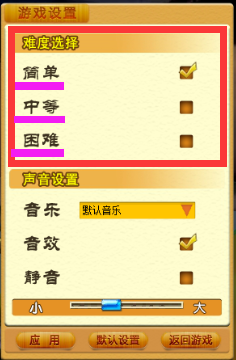 游戏设置
难度选择
简单
中等
困难
声音设置
音乐 默认音乐
音效
静音
小 大
应用 默认设置 返回游戏